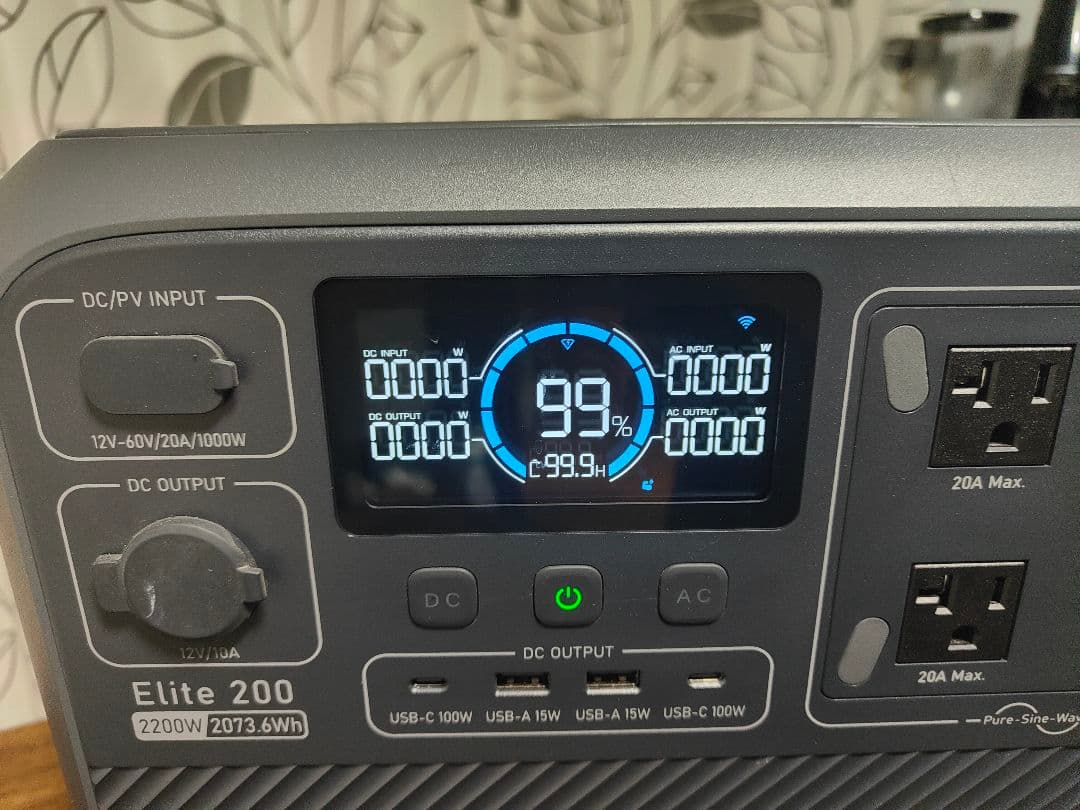 DC/PV INPUT
12V-60V/20A/1000W
DC OUTPUT
12V/10A
Elite 200
2200W 2073.6Wh
DC INPUT W
0000
DC OUTPUT W
0000
99%
99.9H
AC INPUT W
0000
AC OUTPUT W
0000
DC
AC
DC OUTPUT
USB-C 100W USB-A 15W USB-A 15W USB-C 100W
20A Max.
20A Max.
Pure-Sine-Wav